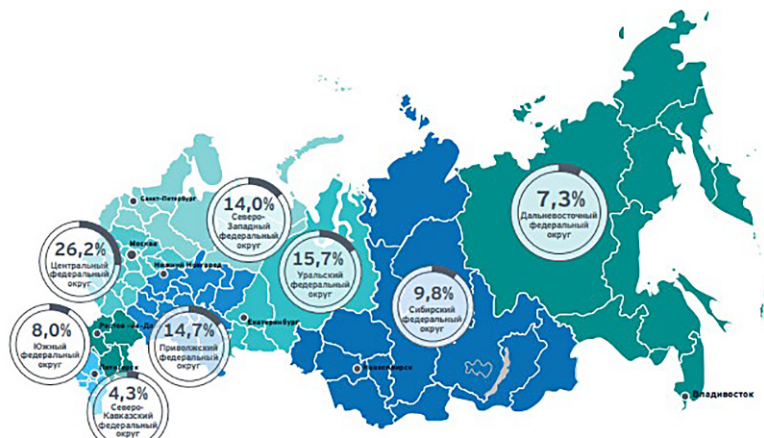 Санкт-Петербург
14,0%
Северо-
Западный
федеральный
округ
7,3%
Дальневосточный
федеральный
округ
26,2%
Центральный
федеральный
округ
Москва
Нижний Новгород
15,7%
Уральский
федеральный
округ
9,8%
Сибирский
федеральный
округ
8,0%
Южный
федеральный
округ
14,7%
Приволжский
федеральный
округ
Екатеринбург
4,3%
Северо-
Кавказский
федеральный
округ
Владивосток